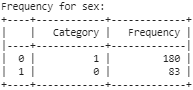 Frequency for sex:
+----+------------+-------------+
|    |   Category |   Frequency |
|----+------------+-------------|
|  0 |          1 |         180 |
|  1 |          0 |          83 |
+----+------------+-------------+